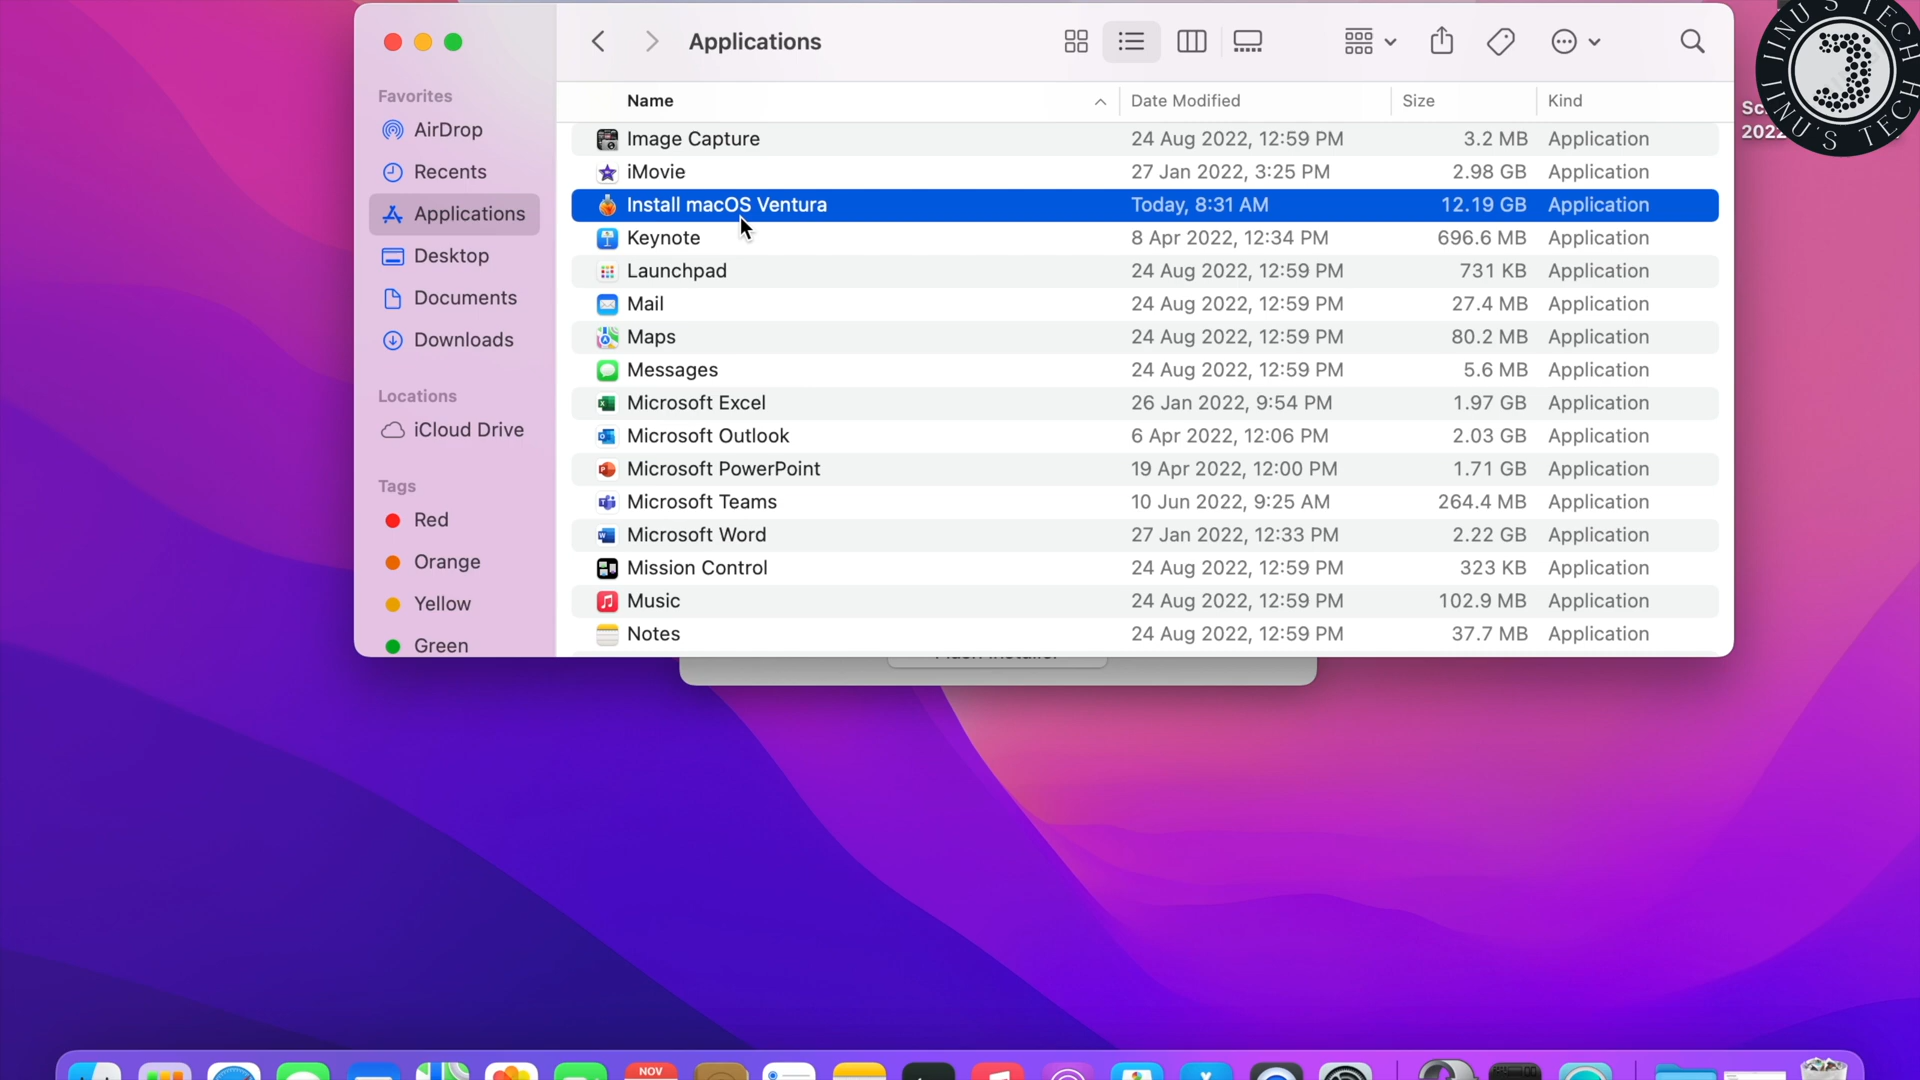 Applications
Favorites
AirDrop
Recents
Applications
Desktop
Documents
Downloads
Locations
iCloud Drive
Tags
Red
Orange
Yellow
Green
Name Date Modified Size Kind
Image Capture 24 Aug 2022, 12:59 PM 3.2 MB Application
iMovie 27 Jan 2022, 3:25 PM 2.98 GB Application
Install macOS Ventura Today, 8:31 AM 12.19 GB Application
Keynote 8 Apr 2022, 12:34 PM 696.6 MB Application
Launchpad 24 Aug 2022, 12:59 PM 731 KB Application
Mail 24 Aug 2022, 12:59 PM 27.4 MB Application
Maps 24 Aug 2022, 12:59 PM 80.2 MB Application
Messages 24 Aug 2022, 12:59 PM 5.6 MB Application
Microsoft Excel 26 Jan 2022, 9:54 PM 1.97 GB Application
Microsoft Outlook 6 Apr 2022, 12:06 PM 2.03 GB Application
Microsoft PowerPoint 19 Apr 2022, 12:00 PM 1.71 GB Application
Microsoft Teams 10 Jun 2022, 9:25 AM 264.4 MB Application
Microsoft Word 27 Jan 2022, 12:33 PM 2.22 GB Application
Mission Control 24 Aug 2022, 12:59 PM 323 KB Application
Music 24 Aug 2022, 12:59 PM 102.9 MB Application
Notes 24 Aug 2022, 12:59 PM 37.7 MB Application
JINU'S TECH
JINU'S TECH
2022
NOV